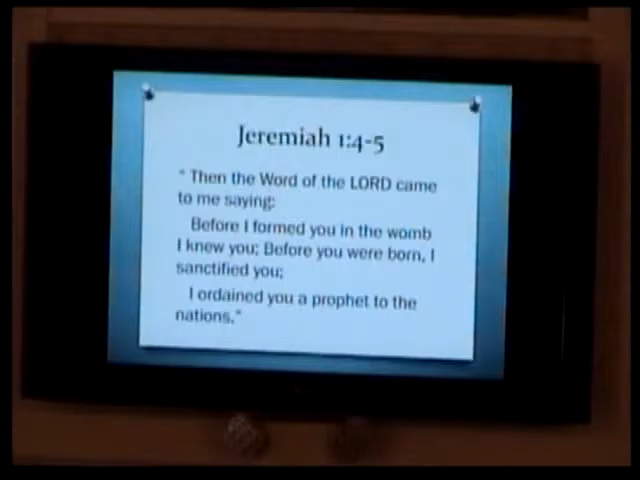 Jeremiah 1:4-5
" Then the Word of the LORD came
to me saying:
Before I formed you in the womb
I knew you; Before you were born, I
sanctified you;
I ordained you a prophet to the
nations."